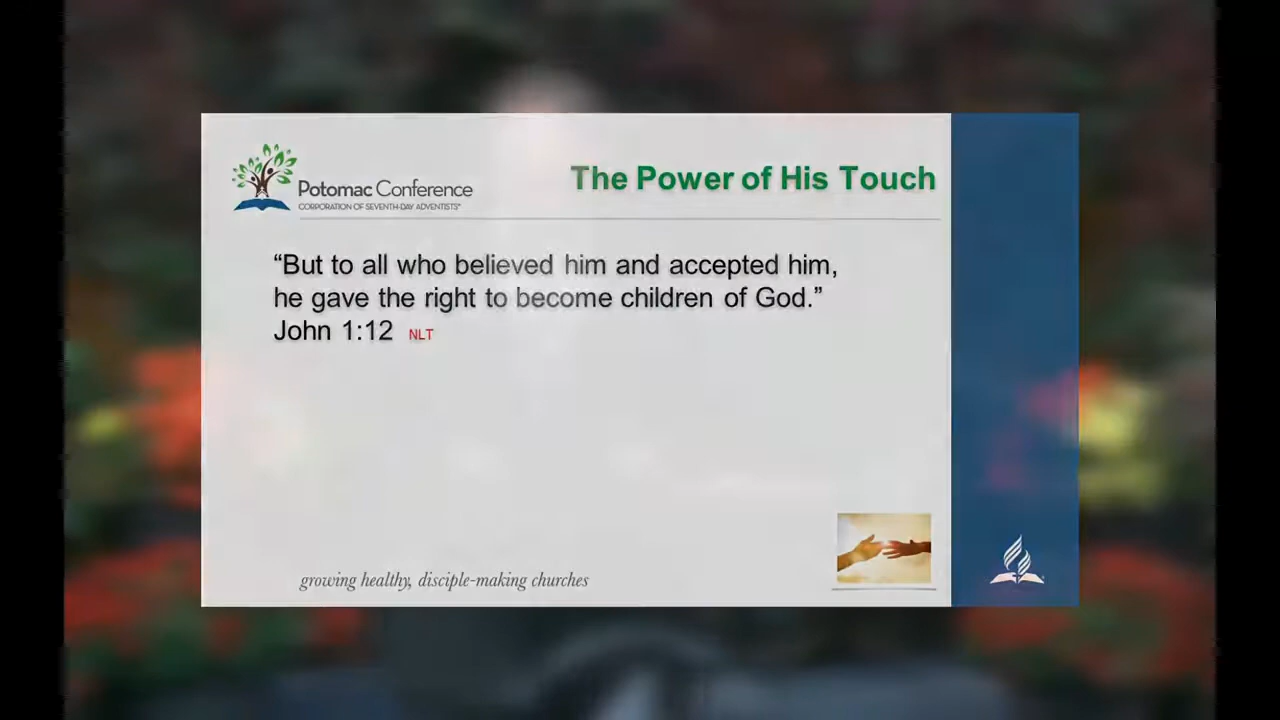 Potomac Conference
CORPORATION OF SEVENTH-DAY ADVENTISTS®
The Power of His Touch
“But to all who believed him and accepted him,
he gave the right to become children of God.”
John 1:12 NLT
growing healthy, disciple-making churches